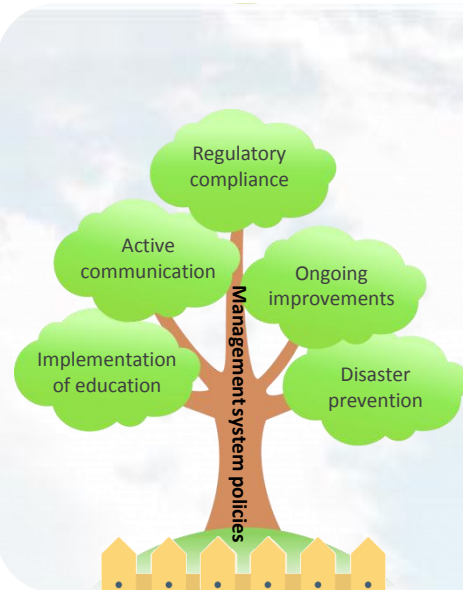 Regulatory
compliance
Active
communication
Ongoing
improvements
Implementation
of education
Disaster
prevention
Management system policies